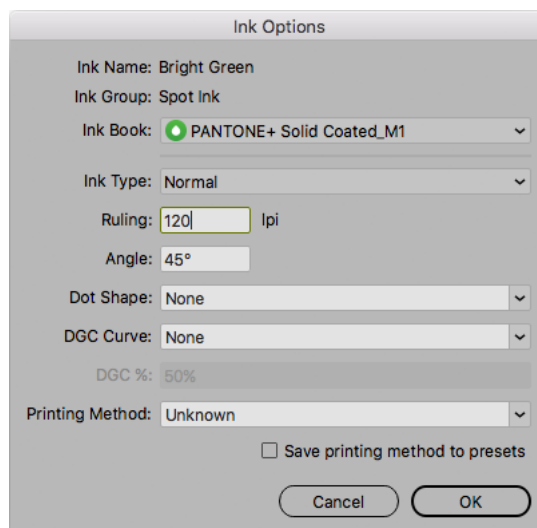 Ink Options
Ink Name: Bright Green
Ink Group: Spot Ink
Ink Book: PANTONE+ Solid Coated_M1
Ink Type: Normal
Ruling: 120 lpi
Angle: 45°
Dot Shape: None
DGC Curve: None
DGC %: 50%
Printing Method: Unknown
Save printing method to presets
Cancel OK